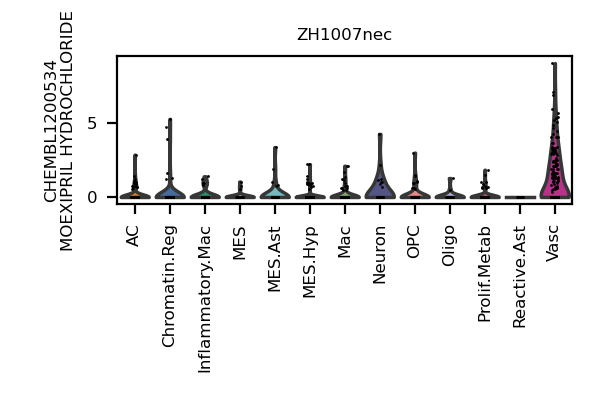 ZH1007nec
CHEMBL1200534
MOEXIPRIL HYDROCHLORIDE
5
0
AC
Chromatin.Reg
Inflammatory.Mac
MES
MES.Ast
MES.Hyp
Mac
Neuron
OPC
Oligo
Prolif.Metab
Reactive.Ast
Vasc